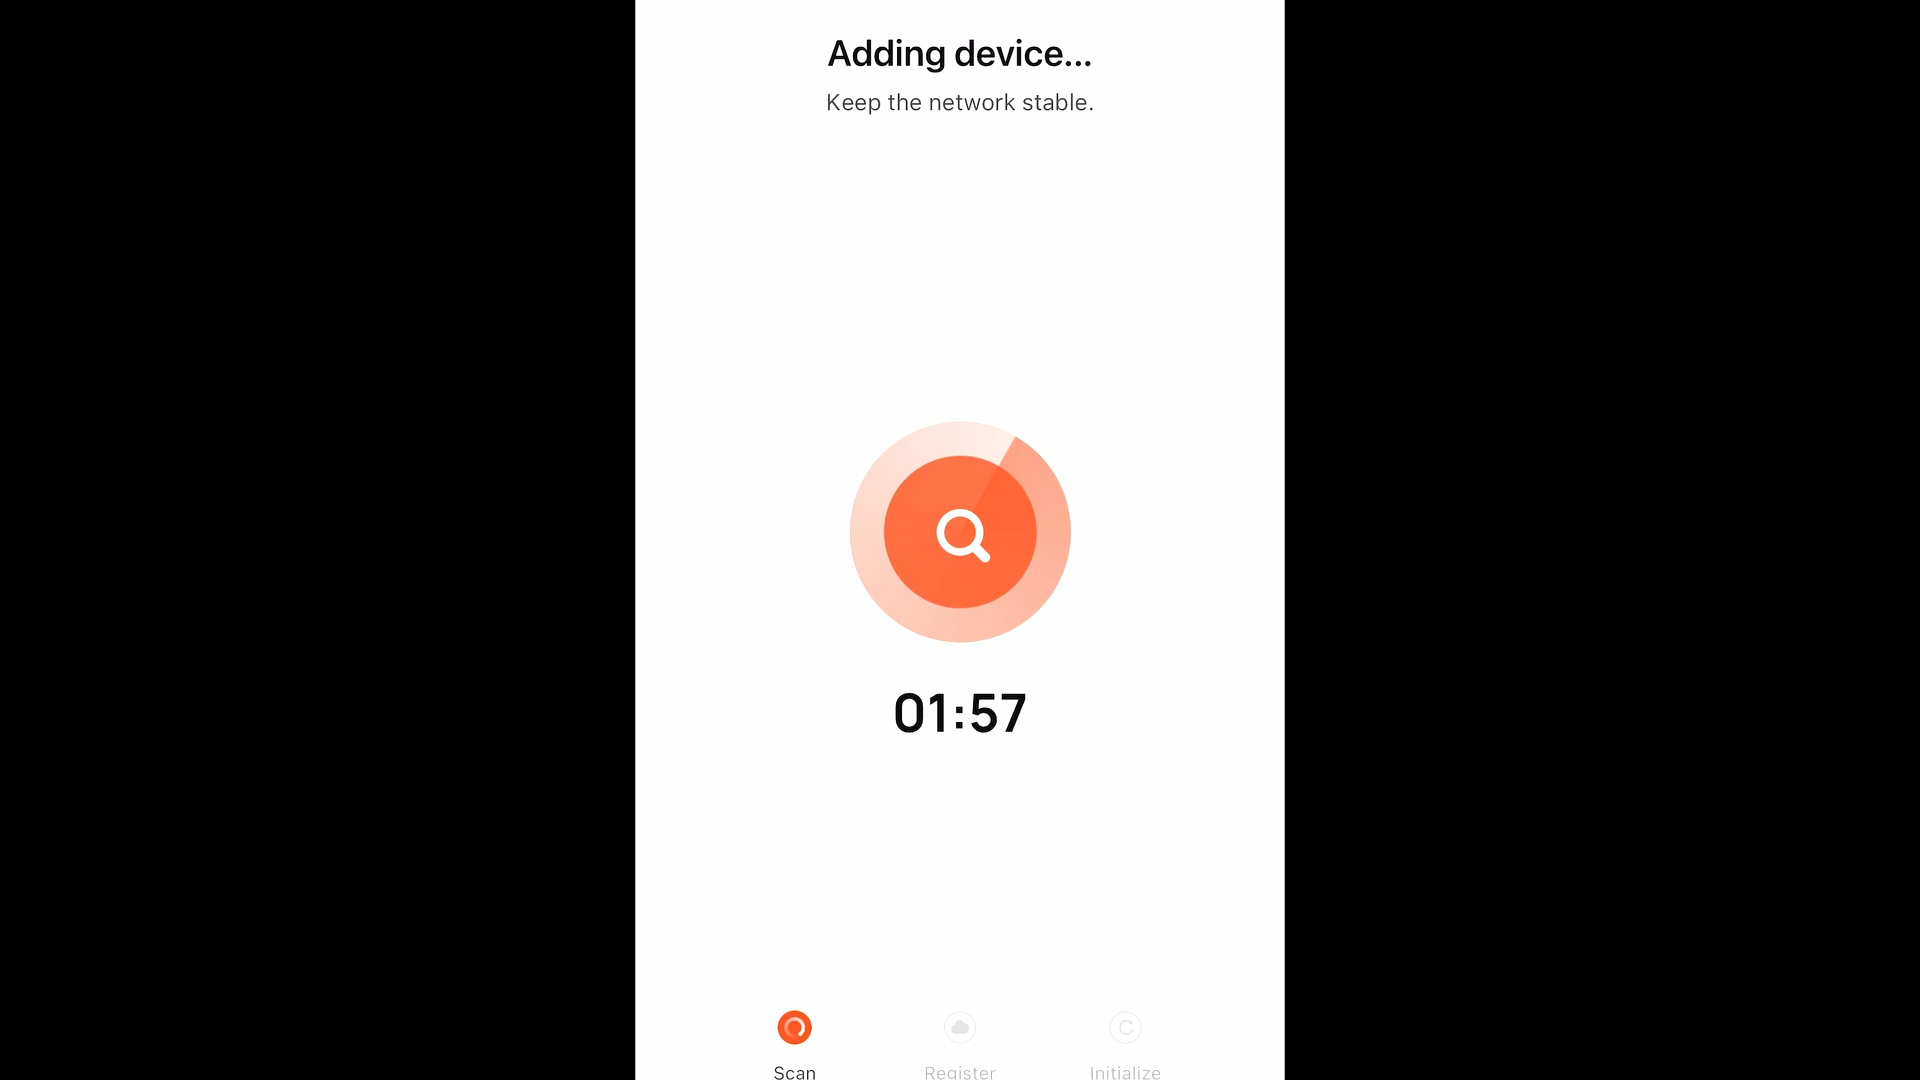 Adding device...
Keep the network stable.
01:57
Scan
Register
Initialize